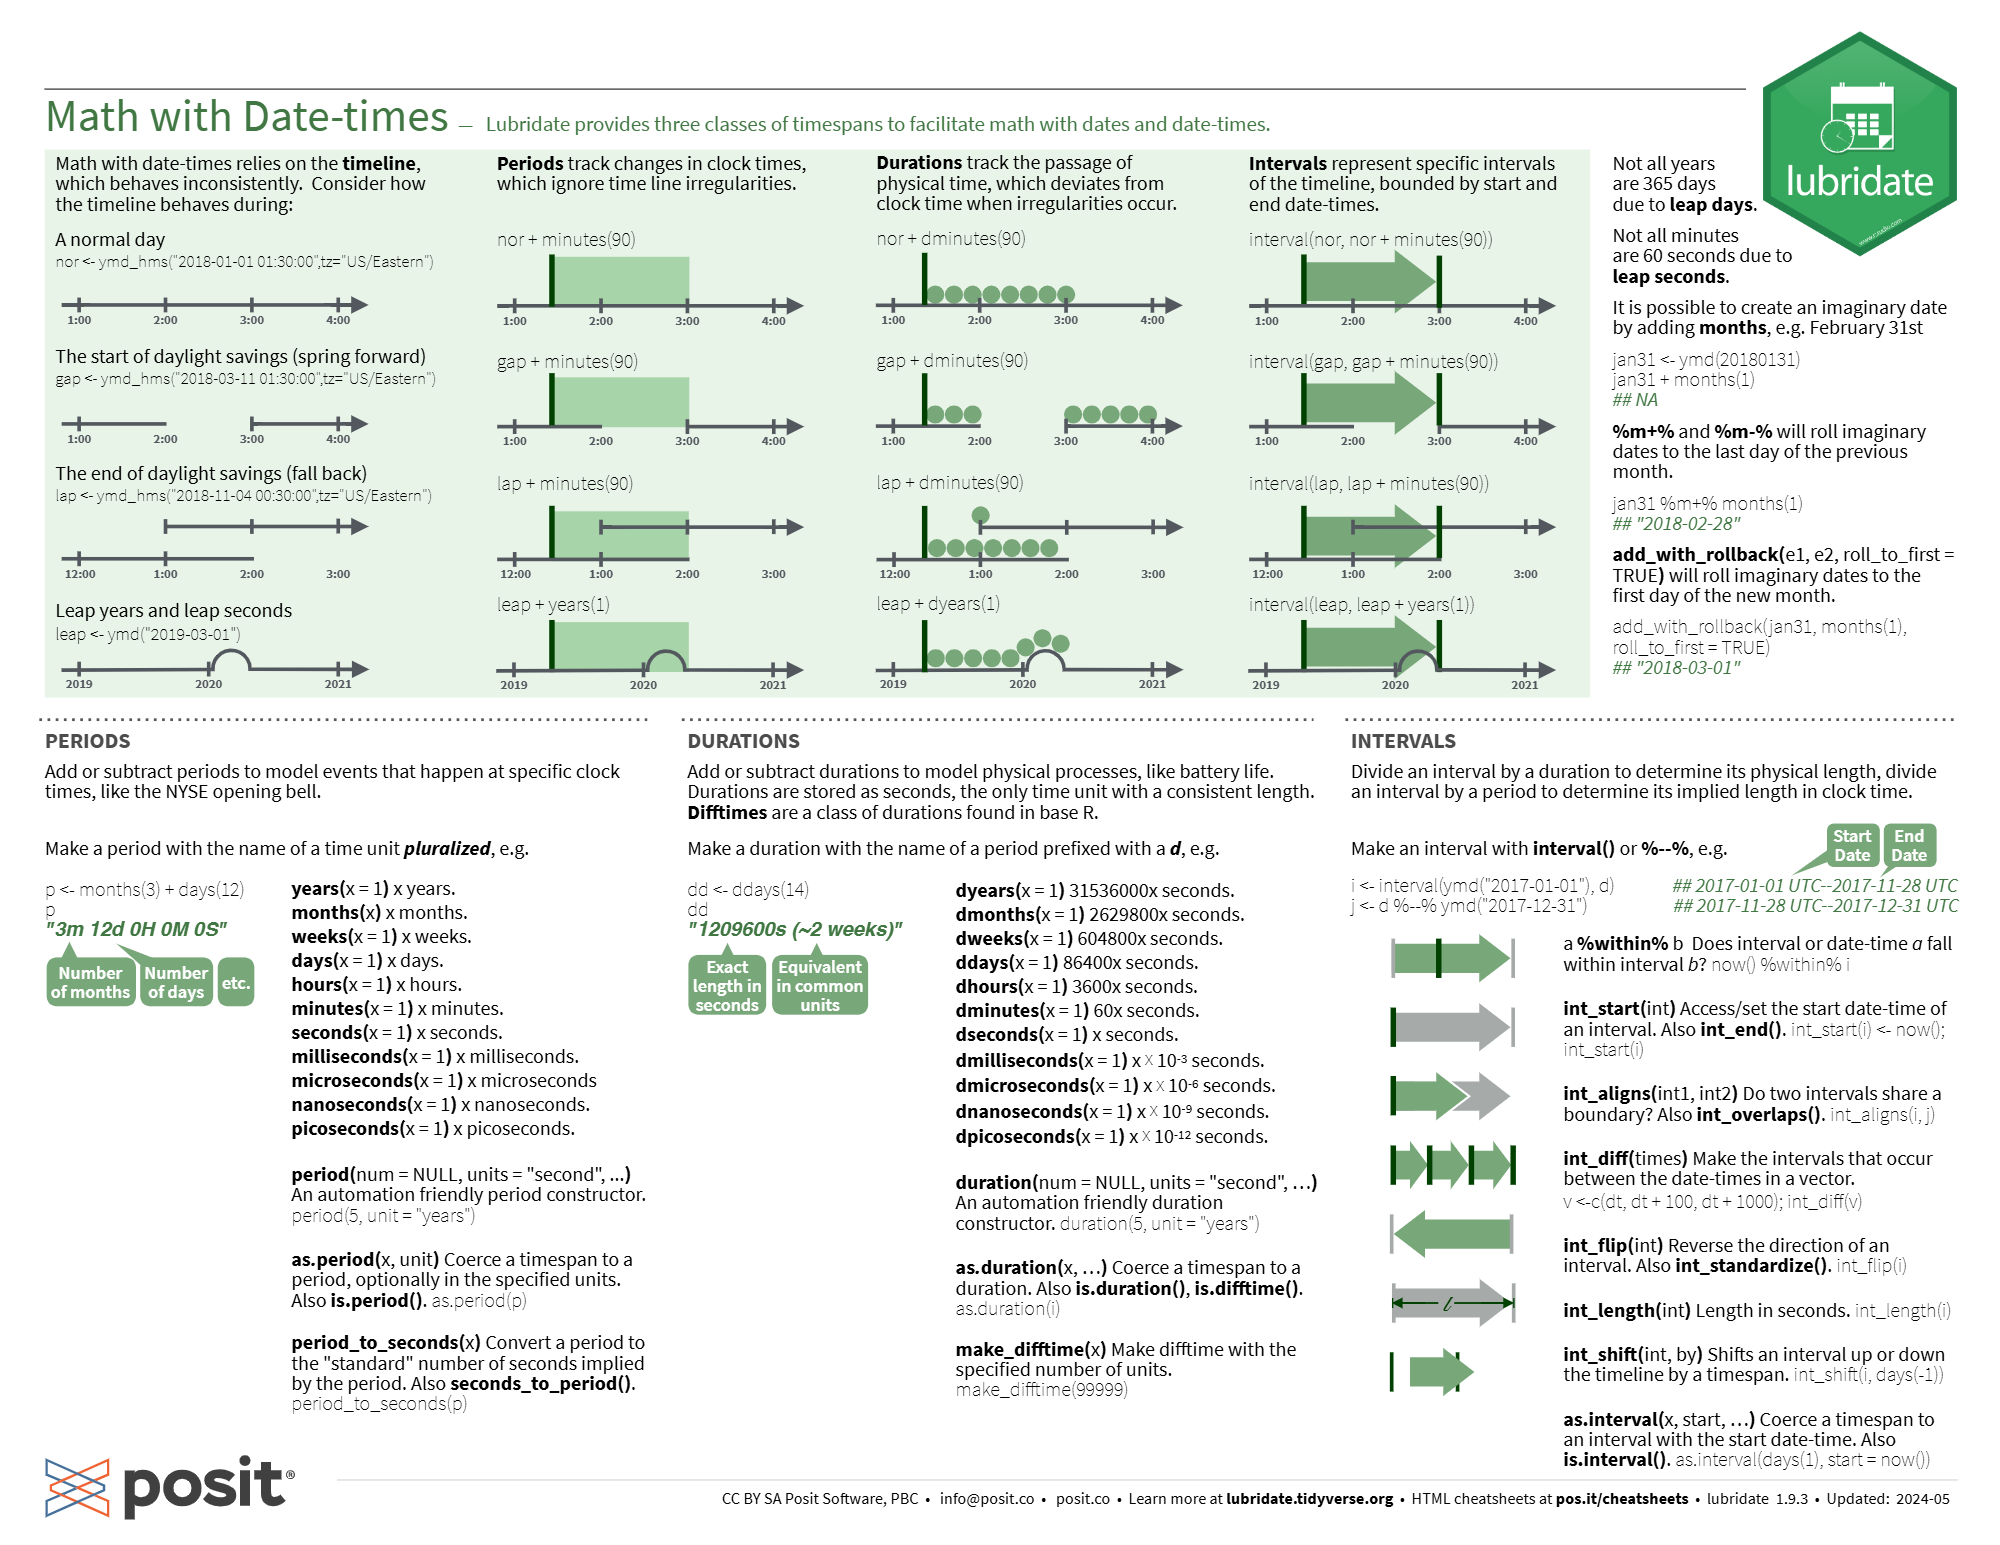 Math with Date-times — Lubridate provides three classes of timespans to facilitate math with dates and date-times.
lubridate
Math with date-times relies on the timeline,
which behaves inconsistently. Consider how
the timeline behaves during:
A normal day
nor <- ymd_hms("2018-01-01 01:30:00",tz="US/Eastern")
1:00 2:00 3:00 4:00
The start of daylight savings (spring forward)
gap <- ymd_hms("2018-03-11 01:30:00",tz="US/Eastern")
1:00 2:00 3:00 4:00
The end of daylight savings (fall back)
lap <- ymd_hms("2018-11-04 00:30:00",tz="US/Eastern")
12:00 1:00 2:00 3:00
Leap years and leap seconds
leap <- ymd("2019-03-01")
2019 2020 2021
Periods track changes in clock times,
which ignore time line irregularities.
nor + minutes(90)
1:00 2:00 3:00 4:00
gap + minutes(90)
1:00 2:00 3:00 4:00
lap + minutes(90)
12:00 1:00 2:00 3:00
leap + years(1)
2019 2020 2021
Durations track the passage of
physical time, which deviates from
clock time when irregularities occur.
nor + dminutes(90)
1:00 2:00 3:00 4:00
gap + dminutes(90)
1:00 2:00 3:00 4:00
lap + dminutes(90)
12:00 1:00 2:00 3:00
leap + dyears(1)
2019 2020 2021
Intervals represent specific intervals
of the timeline, bounded by start and
end date-times.
interval(nor, nor + minutes(90))
1:00 2:00 3:00 4:00
interval(gap, gap + minutes(90))
1:00 2:00 3:00 4:00
interval(lap, lap + minutes(90))
12:00 1:00 2:00 3:00
interval(leap, leap + years(1))
2019 2020 2021
Not all years
are 365 days
due to leap days.
Not all minutes
are 60 seconds due to
leap seconds.
It is possible to create an imaginary date
by adding months, e.g. February 31st
jan31 <- ymd(20180131)
jan31 + months(1)
## NA
%m+% and %m-% will roll imaginary
dates to the last day of the previous
month.
jan31 %m+% months(1)
## "2018-02-28"
add_with_rollback(e1, e2, roll_to_first =
TRUE) will roll imaginary dates to the
first day of the new month.
add_with_rollback(jan31, months(1),
roll_to_first = TRUE)
## "2018-03-01"
PERIODS
Add or subtract periods to model events that happen at specific clock
times, like the NYSE opening bell.
Make a period with the name of a time unit pluralized, e.g.
p <- months(3) + days(12)
p
"3m 12d 0H 0M 0S"
Number
of months
Number
of days
etc.
years(x = 1) x years.
months(x) x months.
weeks(x = 1) x weeks.
days(x = 1) x days.
hours(x = 1) x hours.
minutes(x = 1) x minutes.
seconds(x = 1) x seconds.
milliseconds(x = 1) x milliseconds.
microseconds(x = 1) x microseconds
nanoseconds(x = 1) x nanoseconds.
picoseconds(x = 1) x picoseconds.
period(num = NULL, units = "second", ...)
An automation friendly period constructor.
period(5, unit = "years")
as.period(x, unit) Coerce a timespan to a
period, optionally in the specified units.
Also is.period(). as.period(p)
period_to_seconds(x) Convert a period to
the "standard" number of seconds implied
by the period. Also seconds_to_period().
period_to_seconds(p)
DURATIONS
Add or subtract durations to model physical processes, like battery life.
Durations are stored as seconds, the only time unit with a consistent length.
Difftimes are a class of durations found in base R.
Make a duration with the name of a period prefixed with a d, e.g.
dd <- ddays(14)
dd
"1209600s (~2 weeks)"
Exact
length in
seconds
Equivalent
in common
units
dyears(x = 1) 31536000x seconds.
dmonths(x = 1) 2629800x seconds.
dweeks(x = 1) 604800x seconds.
ddays(x = 1) 86400x seconds.
dhours(x = 1) 3600x seconds.
dminutes(x = 1) 60x seconds.
dseconds(x = 1) x seconds.
dmilliseconds(x = 1) x X 10-3 seconds.
dmicroseconds(x = 1) x X 10-6 seconds.
dnanoseconds(x = 1) x X 10-9 seconds.
dpicoseconds(x = 1) x X 10-12 seconds.
duration(num = NULL, units = "second", …)
An automation friendly duration
constructor. duration(5, unit = "years")
as.duration(x, …) Coerce a timespan to a
duration. Also is.duration(), is.difftime().
as.duration(i)
make_difftime(x) Make difftime with the
specified number of units.
make_difftime(99999)
INTERVALS
Divide an interval by a duration to determine its physical length, divide
an interval by a period to determine its implied length in clock time.
Make an interval with interval() or %--%, e.g.
Start
Date
End
Date
i <- interval(ymd("2017-01-01"), d) ## 2017-01-01 UTC--2017-11-28 UTC
j <- d %--% ymd("2017-12-31") ## 2017-11-28 UTC--2017-12-31 UTC
a %within% b Does interval or date-time a fall
within interval b? now() %within% i
int_start(int) Access/set the start date-time of
an interval. Also int_end(). int_start(i) <- now();
int_start(i)
int_aligns(int1, int2) Do two intervals share a
boundary? Also int_overlaps(). int_aligns(i, j)
int_diff(times) Make the intervals that occur
between the date-times in a vector.
v <-c(dt, dt + 100, dt + 1000); int_diff(v)
int_flip(int) Reverse the direction of an
interval. Also int_standardize(). int_flip(i)
l
int_length(int) Length in seconds. int_length(i)
int_shift(int, by) Shifts an interval up or down
the timeline by a timespan. int_shift(i, days(-1))
as.interval(x, start, …) Coerce a timespan to
an interval with the start date-time. Also
is.interval(). as.interval(days(1), start = now())
posit®
CC BY SA Posit Software, PBC • info@posit.co • posit.co • Learn more at lubridate.tidyverse.org • HTML cheatsheets at pos.it/cheatsheets • lubridate 1.9.3 • Updated: 2024-05